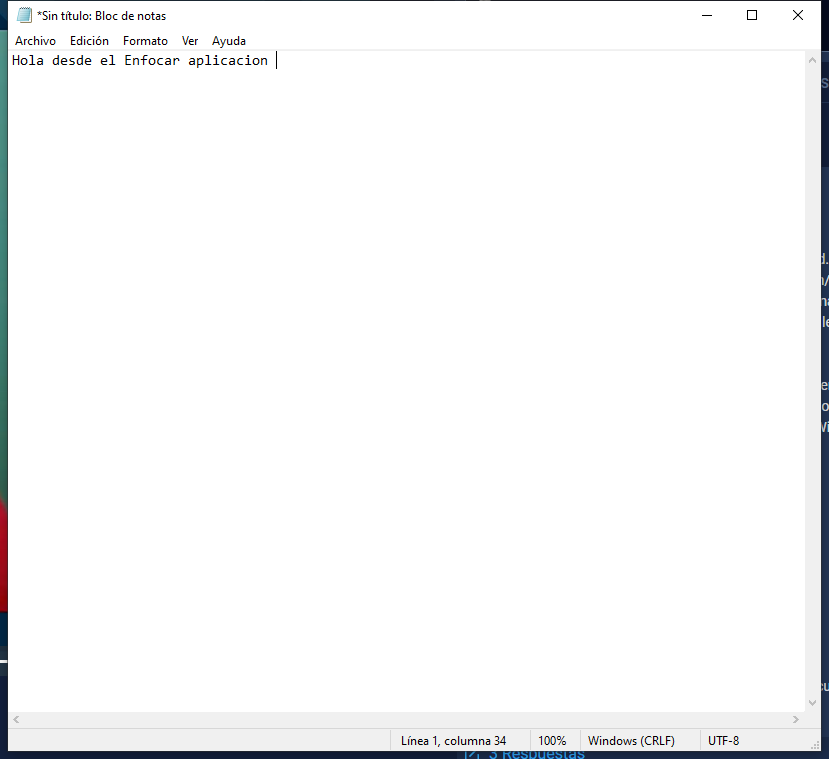 *Sin título: Bloc de notas
Archivo Edición Formato Ver Ayuda
Hola desde el Enfocar aplicacion
Línea 1, columna 34 100% Windows (CRLF) UTF-8
3 Respuestas